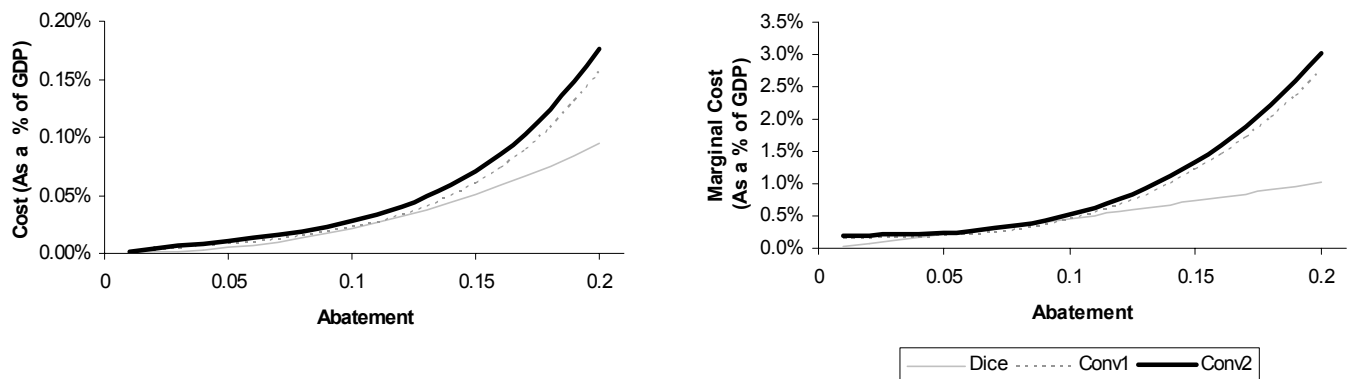 0.20%
0.15%
0.10%
0.05%
0.00%
Cost (As a % of GDP)
0
0.05
0.1
0.15
0.2
Abatement
3.5%
3.0%
2.5%
2.0%
1.5%
1.0%
0.5%
0.0%
Marginal Cost
(As a % of GDP)
0
0.05
0.1
0.15
0.2
Abatement
Dice
Conv1
Conv2